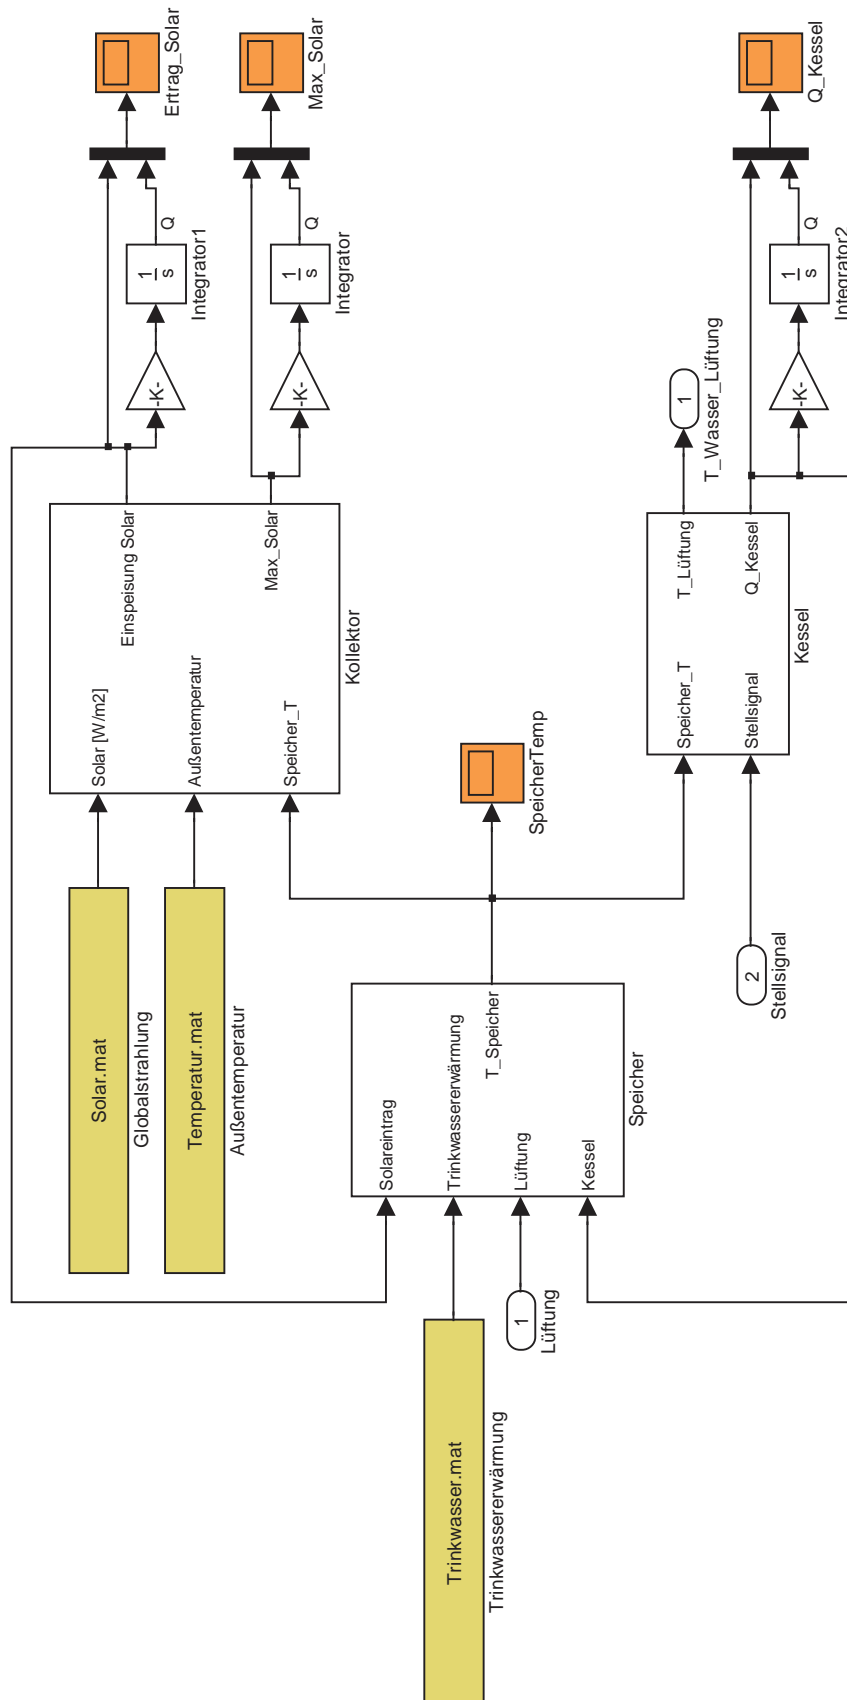 Trinkwasser.mat
Trinkwassererwärmung
1
Lüftung
Solar.mat
Globalstrahlung
Temperatur.mat
Außentemperatur
Solareintrag
Trinkwassererwärmung
Lüftung
Kessel
T_Speicher
Speicher
2
Stellsignal
SpeicherTemp
Solar [W/m2]
Außentemperatur
Speicher_T
Einspeisung Solar
Max_Solar
Kollektor
Speicher_T
Stellsignal
T_Lüftung
Q_Kessel
Kessel
1
T_Wasser_Lüftung
-K-
1
s
Integrator1
Q
Ertrag_Solar
-K-
1
s
Integrator
Q
Max_Solar
-K-
1
s
Integrator2
Q
Q_Kessel